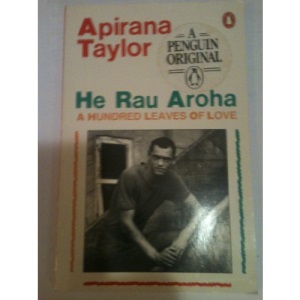 Apirana
Taylor
A
PENGUIN
ORIGINAL
He Rau Aroha
A HUNDRED LEAVES OF LOVE